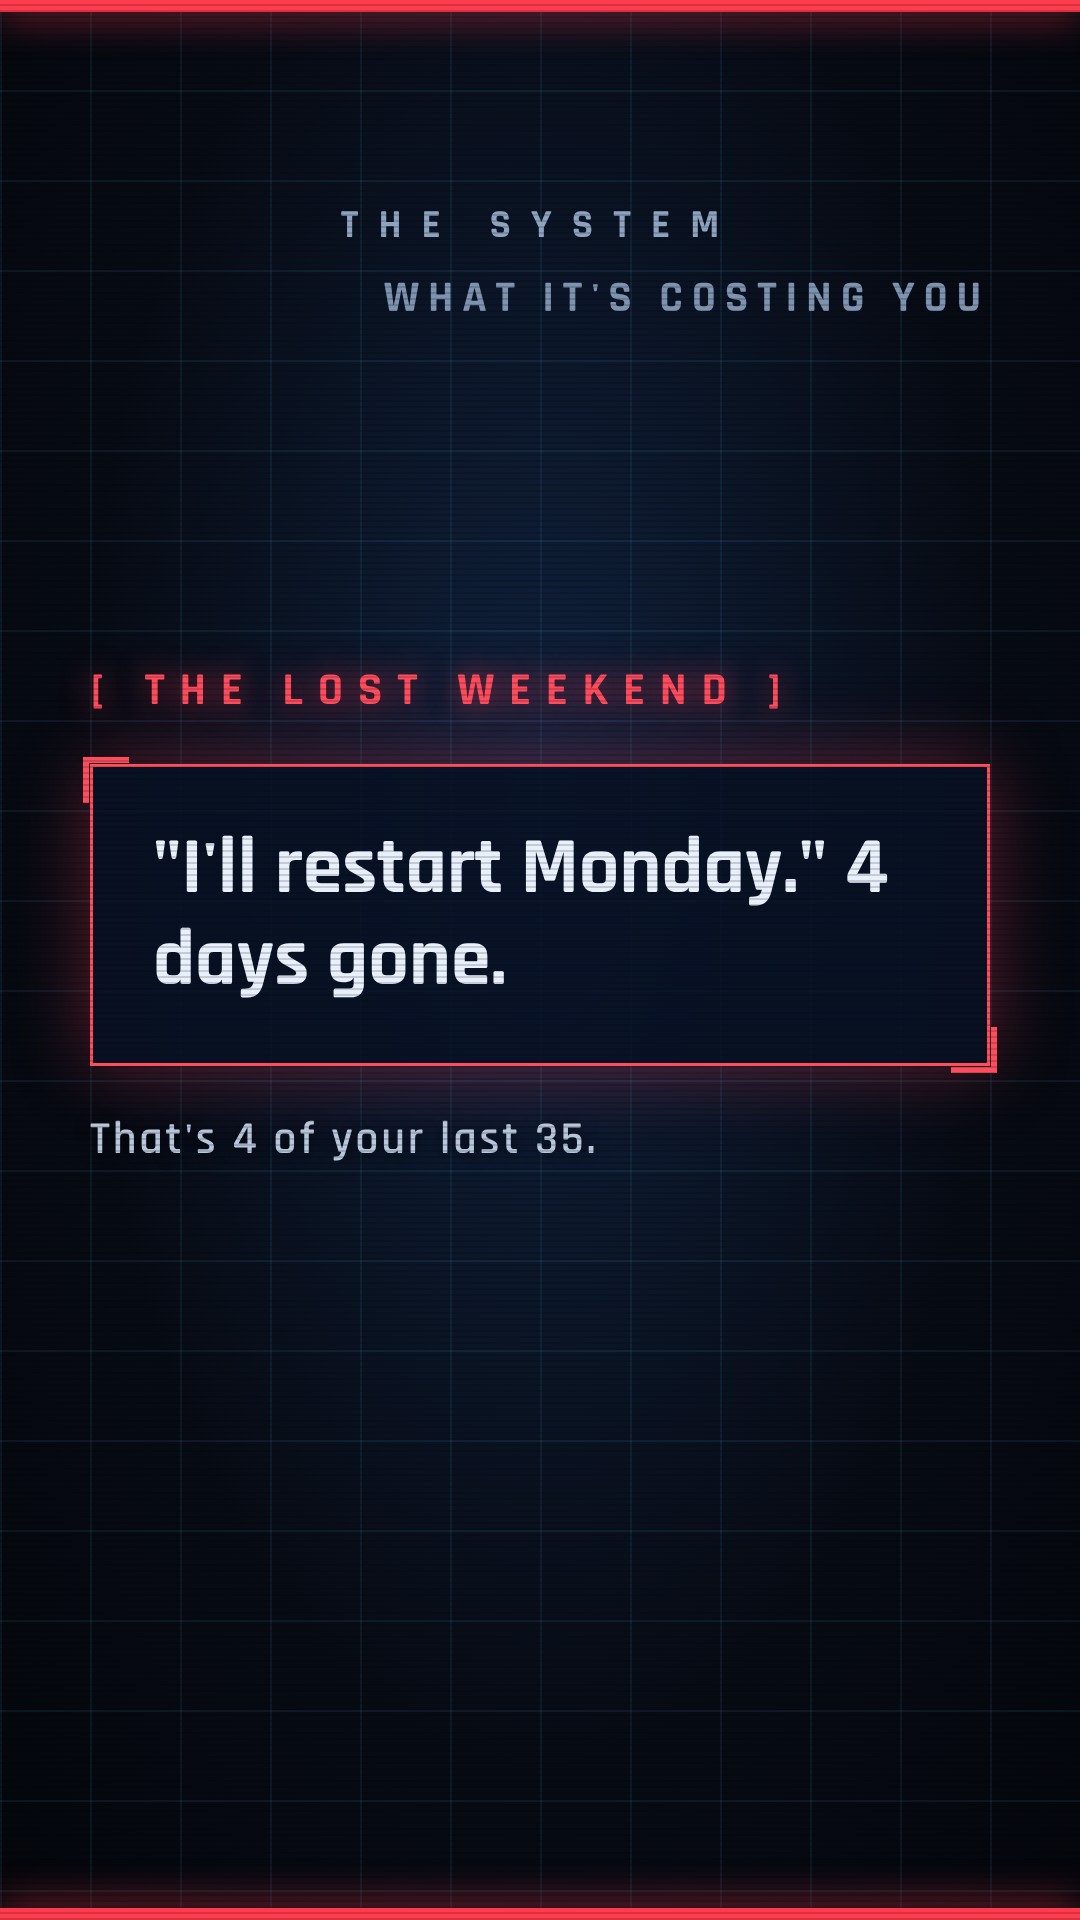 THE SYSTEM
WHAT IT'S COSTING YOU
[ THE LOST WEEKEND ]
"I'll restart Monday." 4
days gone.
That's 4 of your last 35.